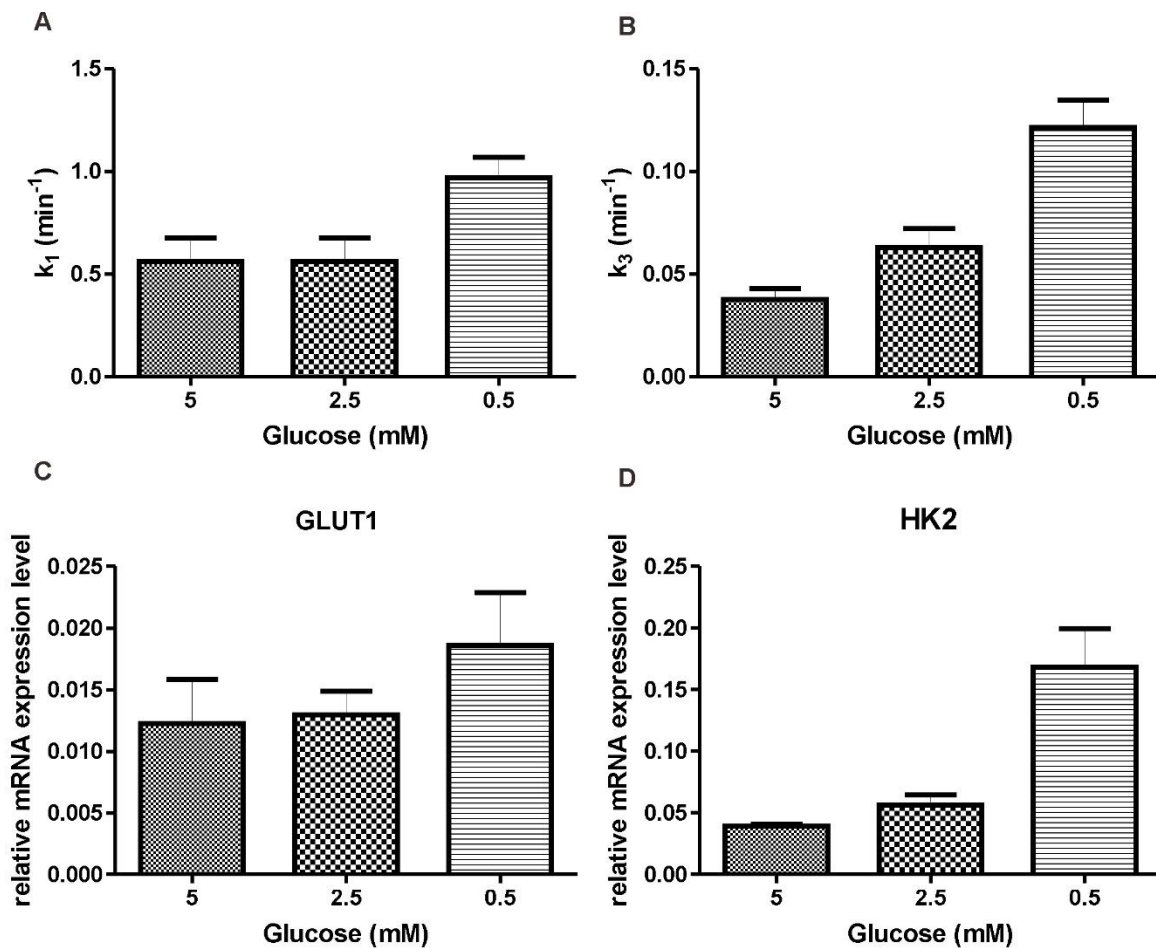 A
k1 (min-1)
1.5
1.0
0.5
0.0
5 2.5 0.5
Glucose (mM)
B
k3 (min-1)
0.15
0.10
0.05
0.00
5 2.5 0.5
Glucose (mM)
C
GLUT1
relative mRNA expression level
0.025
0.020
0.015
0.010
0.005
0.000
5 2.5 0.5
Glucose (mM)
D
HK2
relative mRNA expression level
0.25
0.20
0.15
0.10
0.05
0.00
5 2.5 0.5
Glucose (mM)